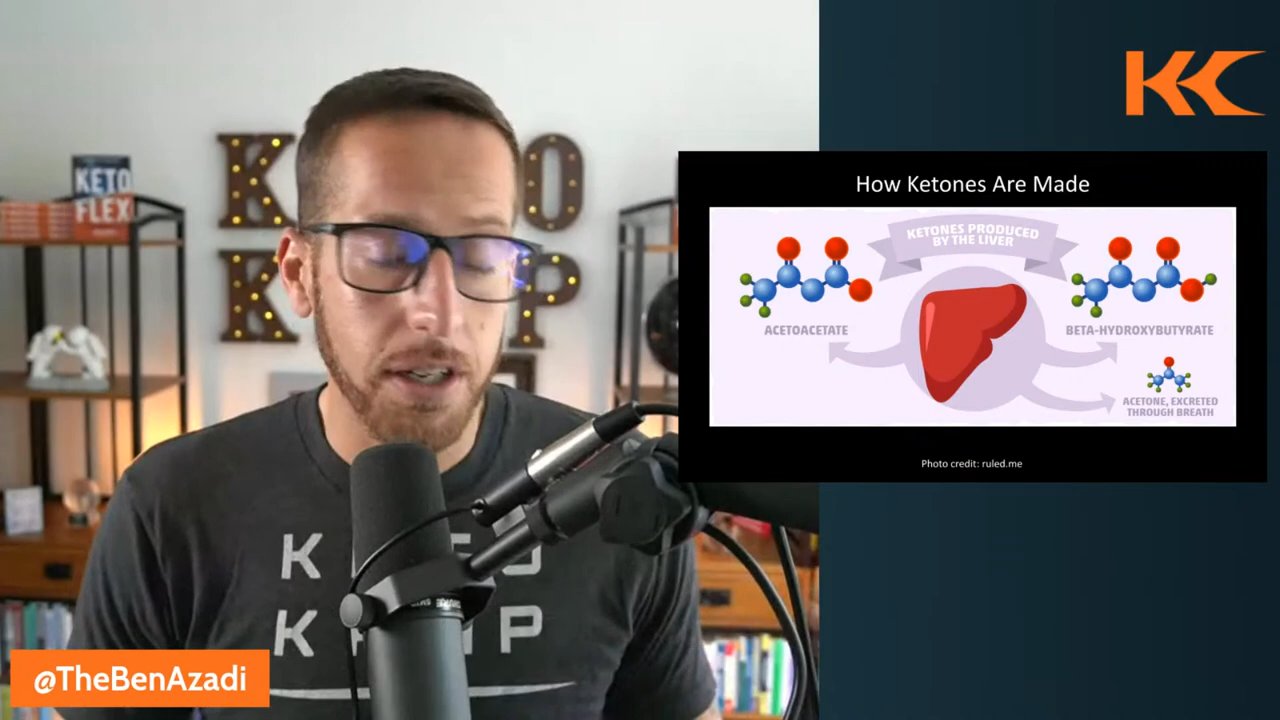 KETO
FLEX
K O
K P
K
K P
@TheBenAzadi
KC
How Ketones Are Made
KETONES PRODUCED
BY THE LIVER
ACETOACETATE
BETA-HYDROXYBUTYRATE
ACETONE, EXCRETED
THROUGH BREATH
Photo credit: ruled.me